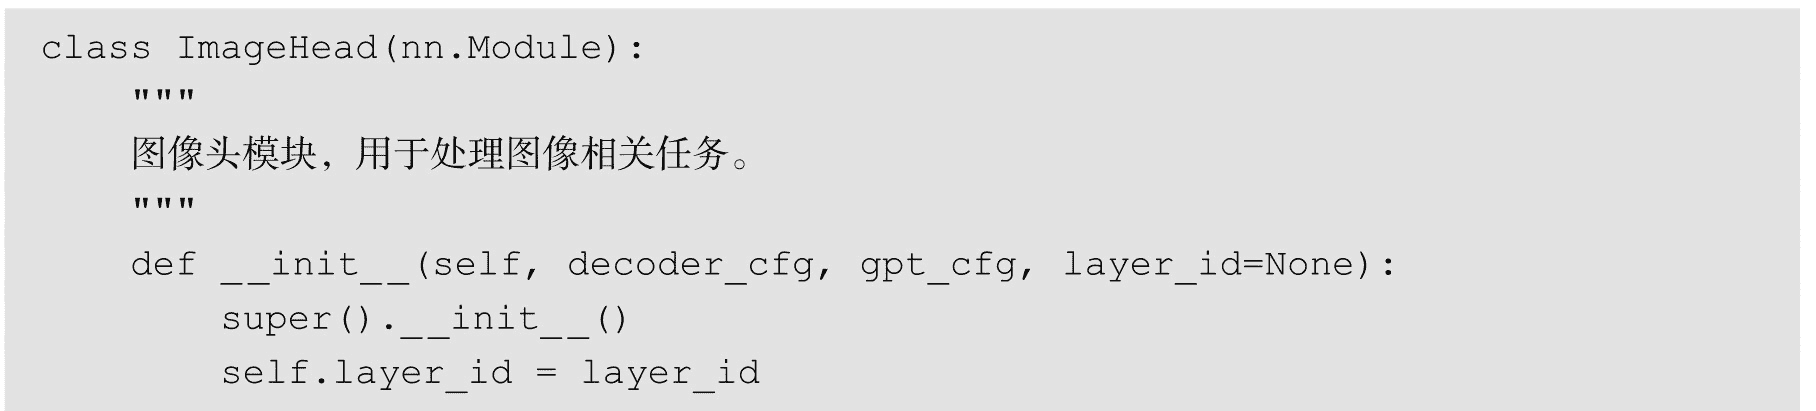 class ImageHead(nn.Module):
    """
    图像头模块，用于处理图像相关任务。
    """
    def __init__(self, decoder_cfg, gpt_cfg, layer_id=None):
        super().__init__()
        self.layer_id = layer_id